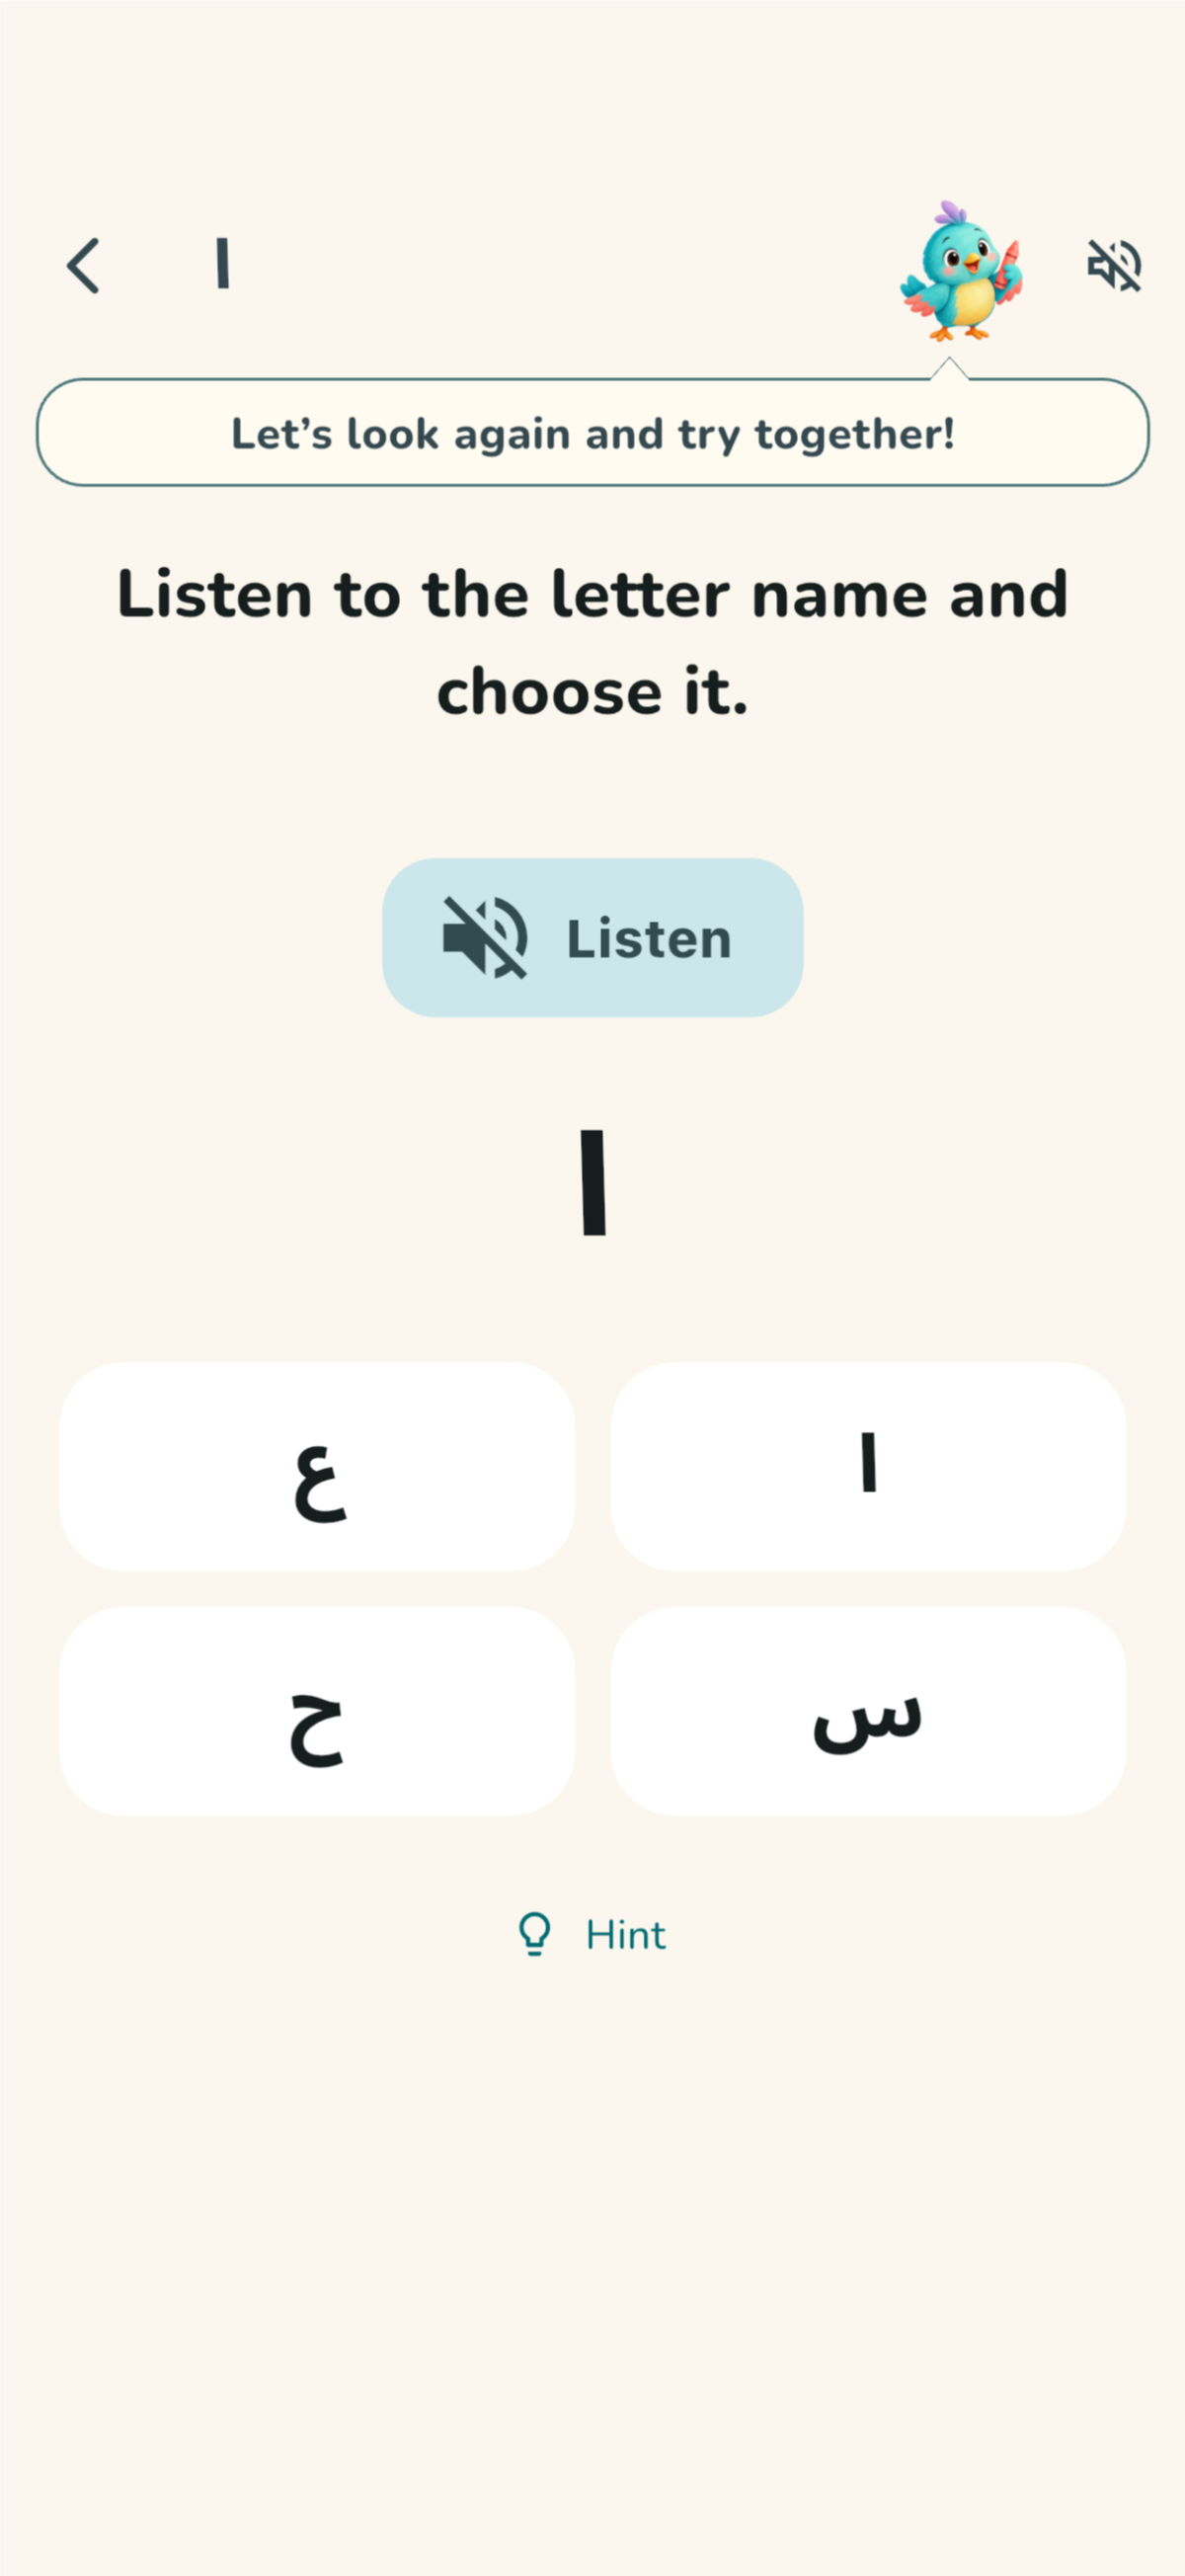 ا
Let’s look again and try together!
Listen to the letter name and
choose it.
Listen
ا
ع
ا
ح
س
Hint